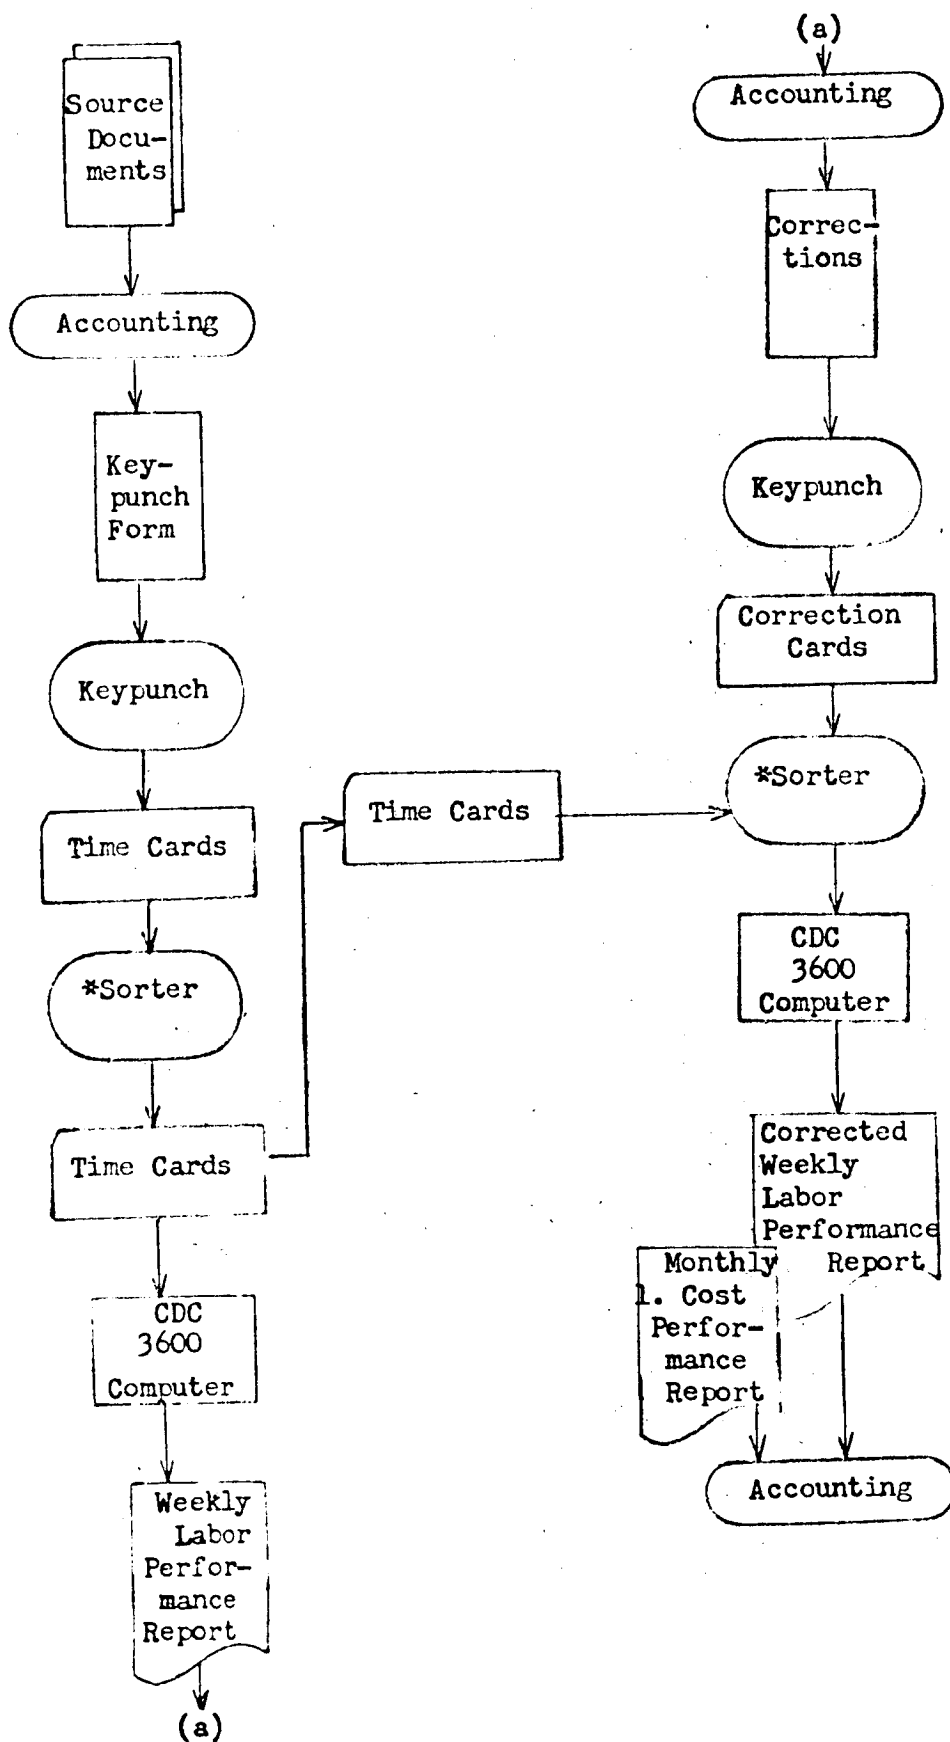 Source
Docu-
ments
Accounting
Key-
punch
Form
Keypunch
Time Cards
*Sorter
Time Cards
CDC
3600
Computer
Weekly
Labor
Perfor-
mance
Report
(a)
Time Cards
(a)
Accounting
Correc-
tions
Keypunch
Correction
Cards
*Sorter
CDC
3600
Computer
Corrected
Weekly
Labor
Performance
Report
Monthly
1. Cost
Perfor-
mance
Report
Accounting